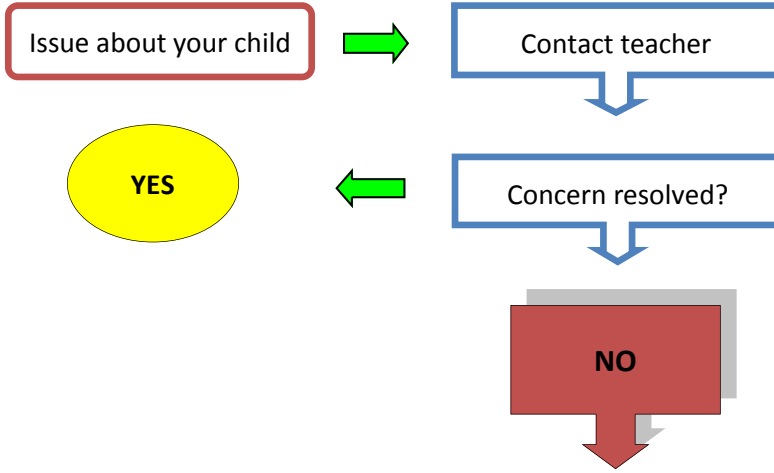 Issue about your child
Contact teacher
YES
Concern resolved?
NO